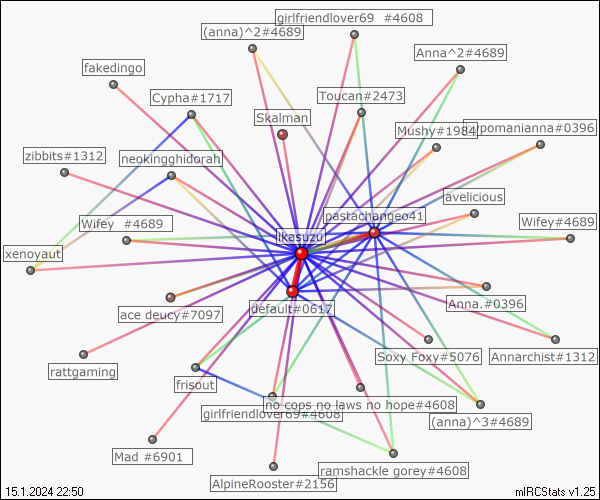 girlfriendlover69 #4608
(anna)^2#4689
Anna^2#4689
fakedingo
Cypha#1717
Toucan#2473
Skalman
Mushy#1984
ypomanianna#0396
zibbits#1312
neokingghidorah
avelicious
pastachangeo41
Wifey #4689
Wifey#4689
ikasuzu
xenoyaut
Anna.#0396
default#0617
ace deucy#7097
Soxy Foxy#5076
Annarchist#1312
rattgaming
frisout
no cops no laws no hope#4608
girlfriendlover69#4608
(anna)^3#4689
Mad #6901
ramshackle gorey#4608
AlpineRooster#2156
15.1.2024 22:50
mIRCStats v1.25